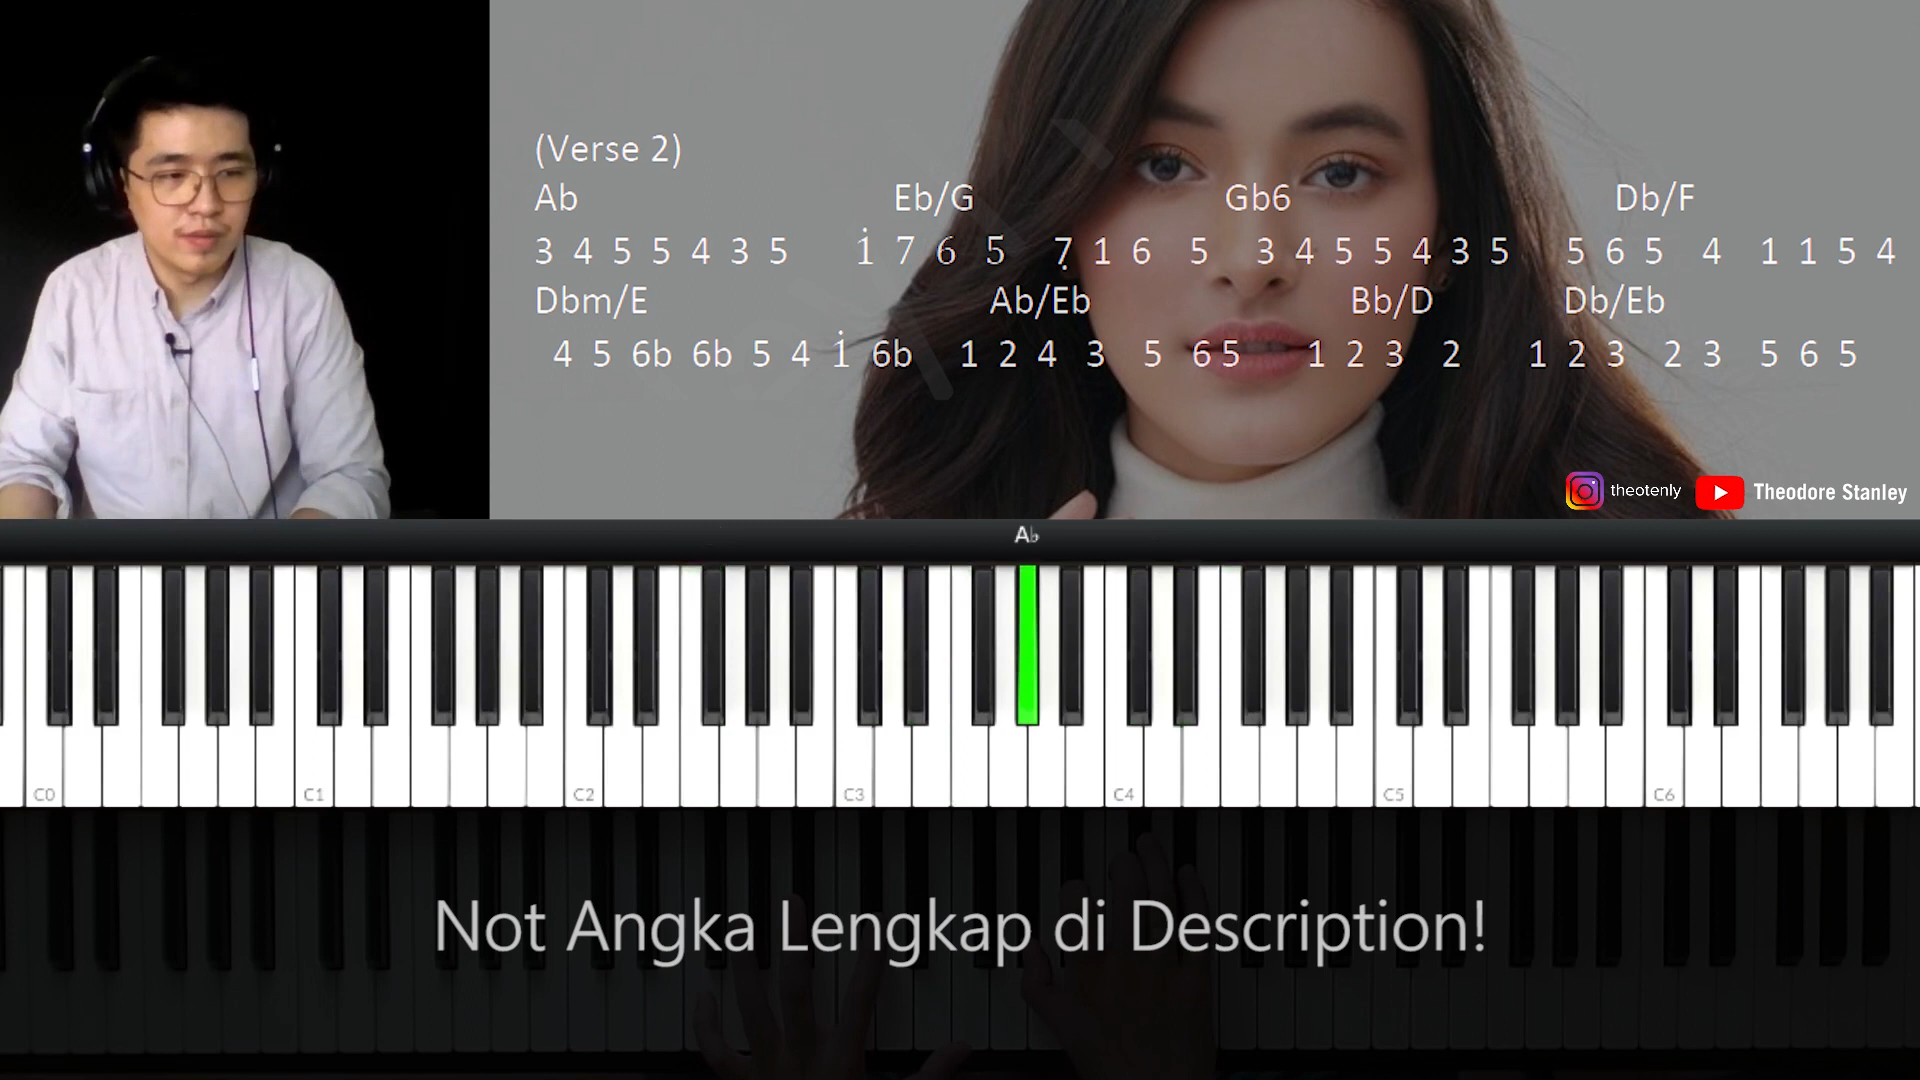 (Verse 2)
Ab Eb/G Gb6 Db/F
3 4 5 5 4 3 5 1̇ 7 6 5 7̣ 1 6 5 3 4 5 5 4 3 5 5 6 5 4 1 1 5 4
Dbm/E Ab/Eb Bb/D Db/Eb
4 5 6b 6b 5 4 1̇ 6b 1 2 4 3 5 6 5 1 2 3 2 1 2 3 2 3 5 6 5
theotenly Theodore Stanley
A♭
C0 C1 C2 C3 C4 C5 C6
Not Angka Lengkap di Description!